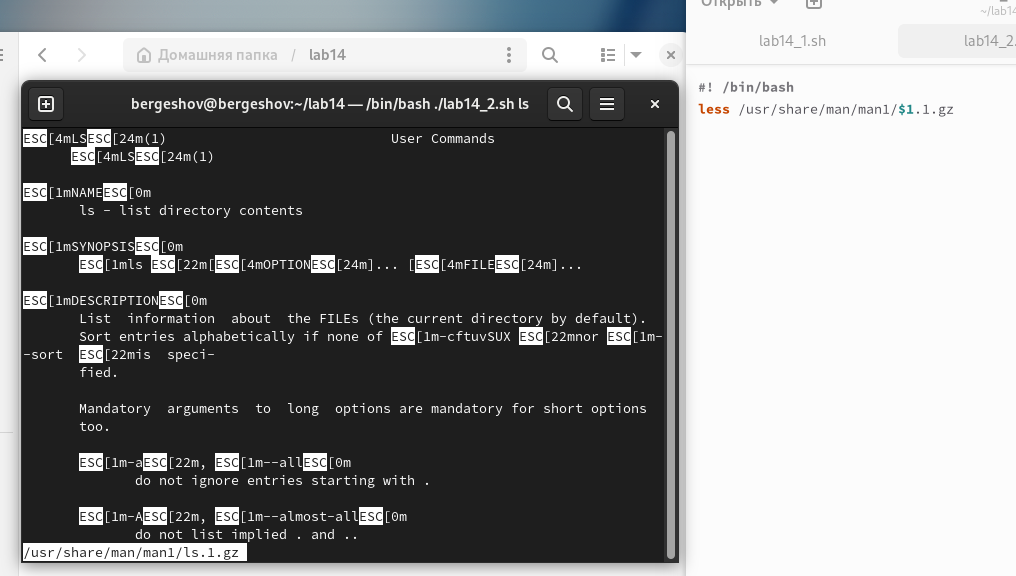 Открыть
~/lab14
Домашняя папка / lab14
lab14_1.sh
lab14_2.
bergeshov@bergeshov:~/lab14 — /bin/bash ./lab14_2.sh ls
#! /bin/bash
less /usr/share/man/man1/$1.1.gz
ESC[4mLSESC[24m(1) User Commands
ESC[4mLSESC[24m(1)
ESC[1mNAMEESC[0m
ls - list directory contents
ESC[1mSYNOPSISESC[0m
ESC[1mls ESC[22m[ESC[4mOPTIONESC[24m]... [ESC[4mFILEESC[24m]...
ESC[1mDESCRIPTIONESC[0m
List information about the FILEs (the current directory by default).
Sort entries alphabetically if none of ESC[1m-cftuvSUX ESC[22mnor ESC[1m-
-sort ESC[22mis speci-
fied.
Mandatory arguments to long options are mandatory for short options
too.
ESC[1m-aESC[22m, ESC[1m--allESC[0m
do not ignore entries starting with .
ESC[1m-AESC[22m, ESC[1m--almost-allESC[0m
do not list implied . and ..
/usr/share/man/man1/ls.1.gz